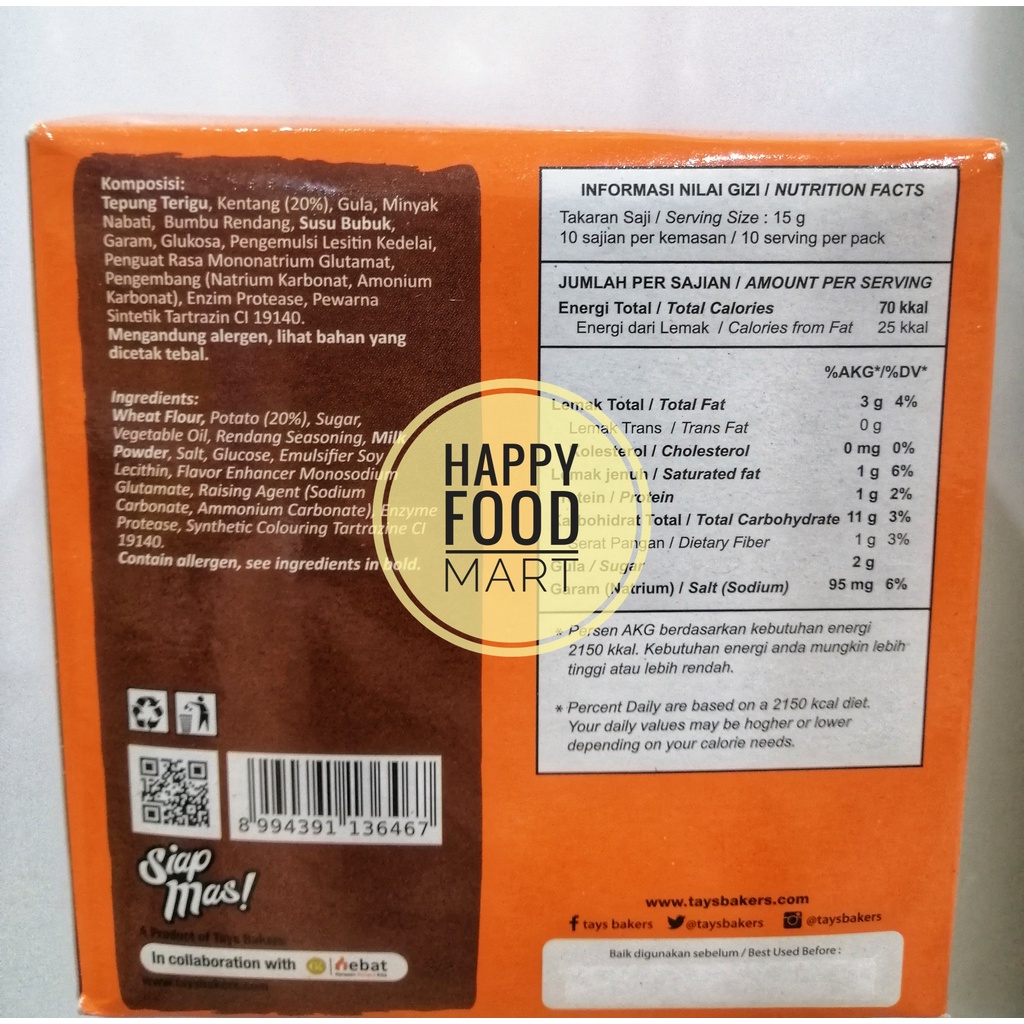 Komposisi:
Tepung Terigu, Kentang (20%), Gula, Minyak
Nabati, Bumbu Rendang, Susu Bubuk,
Garam, Glukosa, Pengemulsi Lesitin Kedelai,
Penguat Rasa Mononatrium Glutamat,
Pengembang (Natrium Karbonat, Amonium
Karbonat), Enzim Protease, Pewarna
Sintetik Tartrazin CI 19140.
Mengandung alergen, lihat bahan yang
dicetak tebal.
Ingredients:
Wheat Flour, Potato (20%), Sugar,
Vegetable Oil, Rendang Seasoning, Milk
Powder, Salt, Glucose, Emulsifier Soy
Lecithin, Flavor Enhancer Monosodium
Glutamate, Raising Agent (Sodium
Carbonate, Ammonium Carbonate), Enzyme
Protease, Synthetic Colouring Tartrazine CI
19140.
Contain allergen, see ingredients in bold.
8 994391 136467
Siap
Mas!
A Product of Tays Bakers
In collaboration with
hebat
www.taysbakers.com
HAPPY
FOOD
MART
INFORMASI NILAI GIZI / NUTRITION FACTS
Takaran Saji / Serving Size : 15 g
10 sajian per kemasan / 10 serving per pack
JUMLAH PER SAJIAN / AMOUNT PER SERVING
Energi Total / Total Calories 70 kkal
Energi dari Lemak / Calories from Fat 25 kkal
%AKG*/%DV*
Lemak Total / Total Fat 3 g 4%
Lemak Trans / Trans Fat 0 g
Kolesterol / Cholesterol 0 mg 0%
Lemak jenuh / Saturated fat 1 g 6%
Protein / Protein 1 g 2%
Karbohidrat Total / Total Carbohydrate 11 g 3%
Serat Pangan / Dietary Fiber 1 g 3%
Gula / Sugar 2 g
Garam (Natrium) / Salt (Sodium) 95 mg 6%
* Persen AKG berdasarkan kebutuhan energi
2150 kkal. Kebutuhan energi anda mungkin lebih
tinggi atau lebih rendah.
* Percent Daily are based on a 2150 kcal diet.
Your daily values may be hogher or lower
depending on your calorie needs.
www.taysbakers.com
tays bakers @taysbakers @taysbakers
Baik digunakan sebelum / Best Used Before :